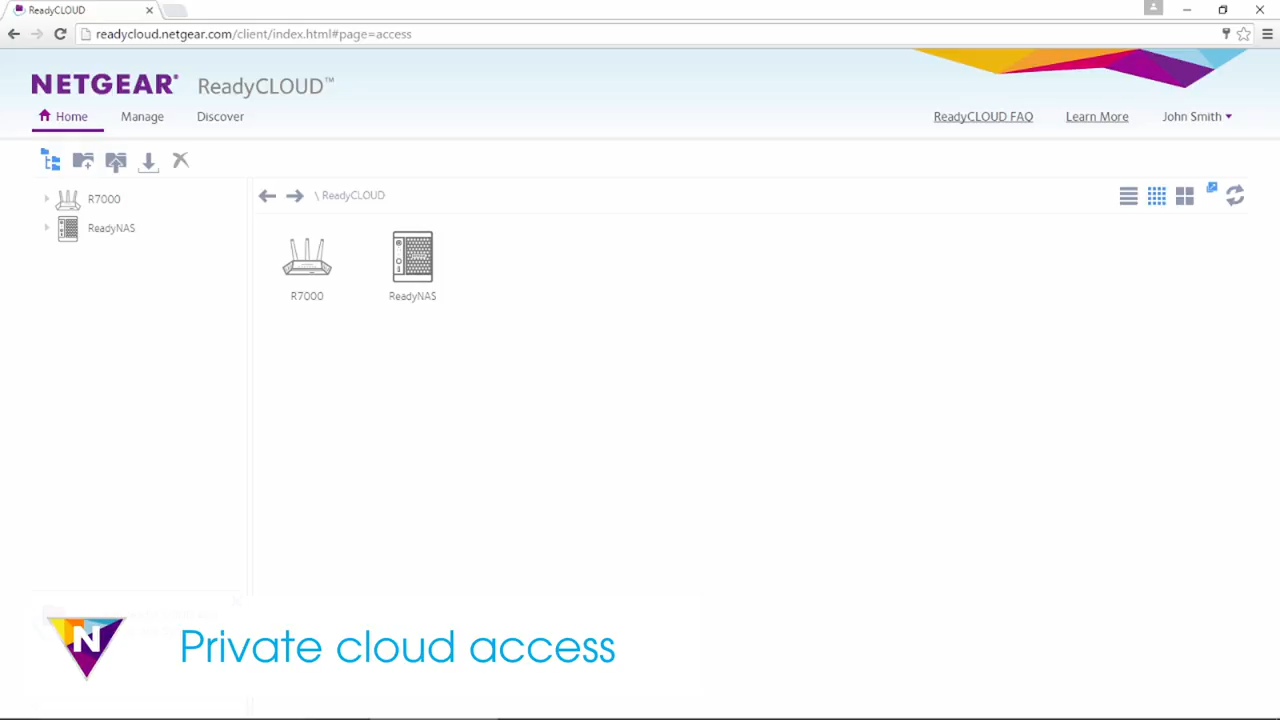 ReadyCLOUD
readycloud.netgear.com/client/index.html#page=access
NETGEAR® ReadyCLOUD™
Home Manage Discover ReadyCLOUD FAQ Learn More John Smith
R7000
ReadyNAS
\ ReadyCLOUD
R7000 ReadyNAS
N Private cloud access